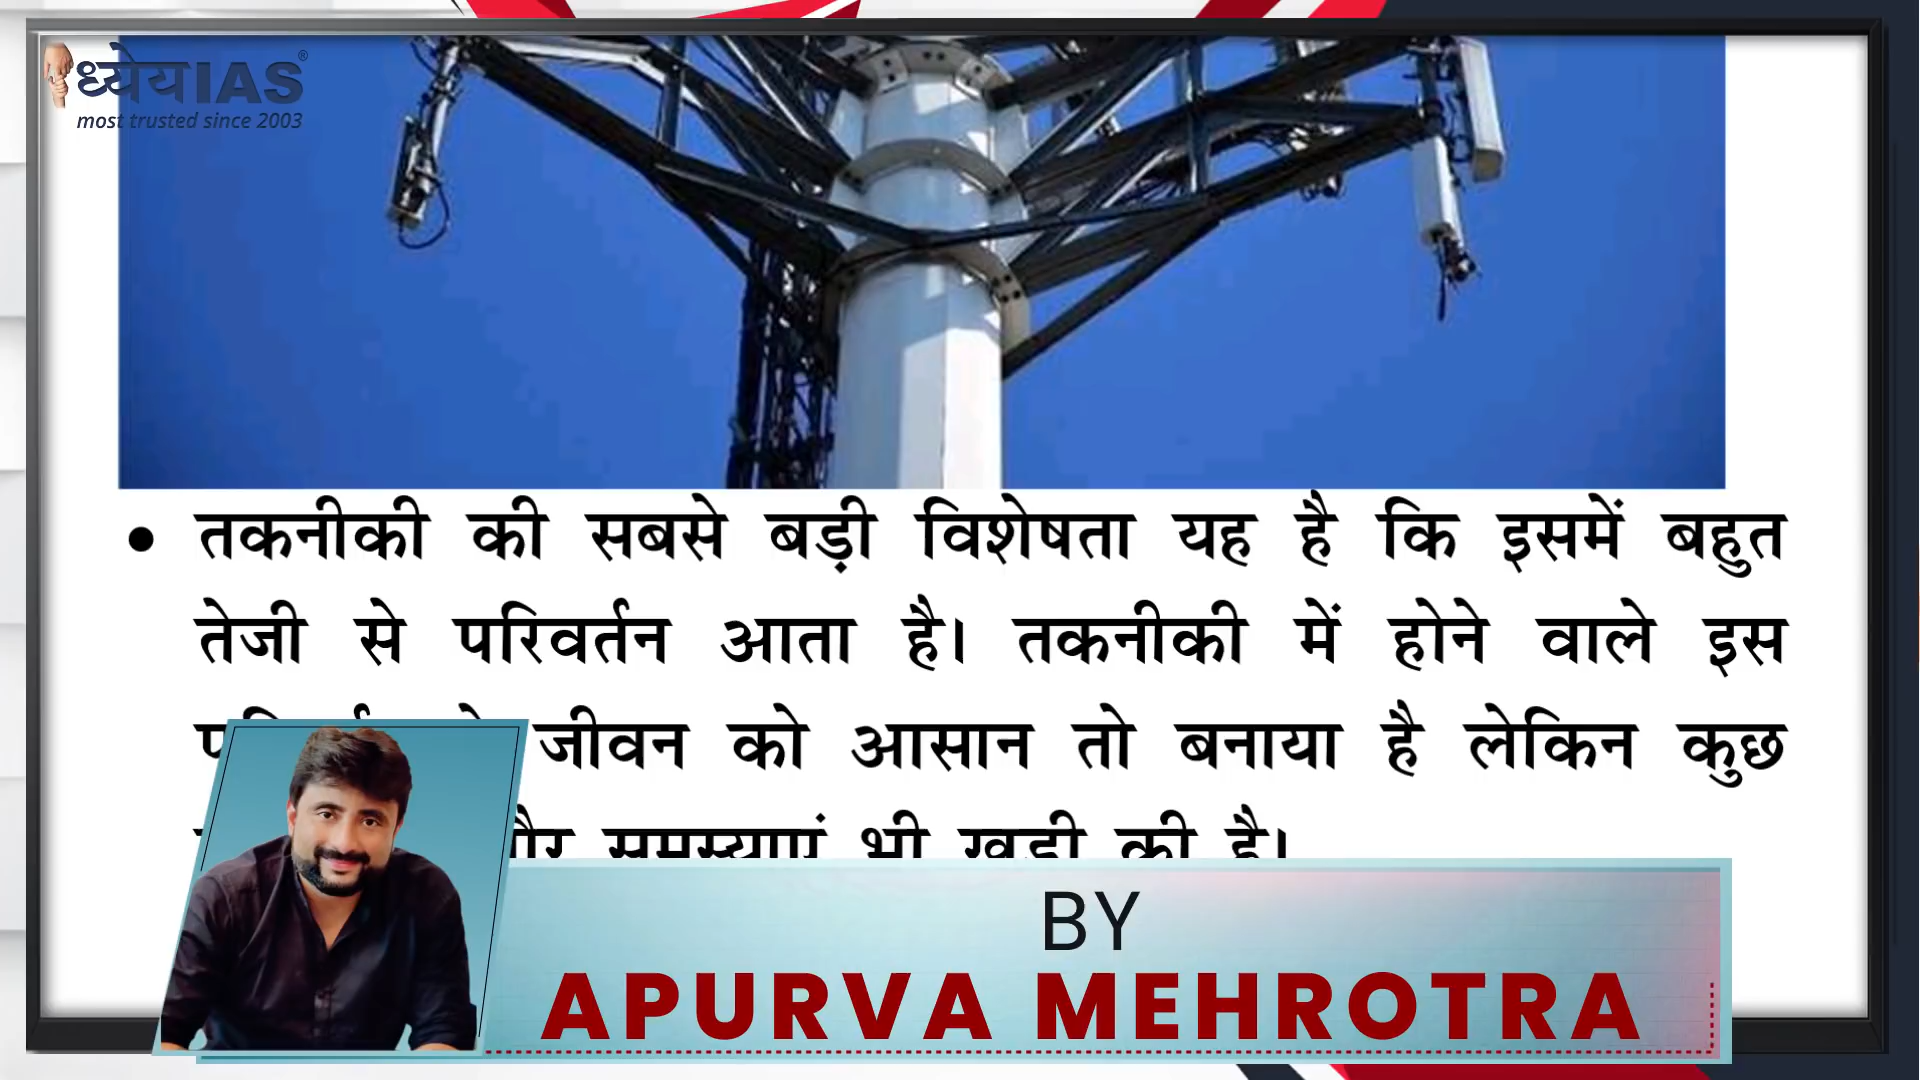 ध्येय IAS®
most trusted since 2003
• तकनीकी की सबसे बड़ी विशेषता यह है कि इसमें बहुत
तेजी से परिवर्तन आता है। तकनीकी में होने वाले इस
जीवन को आसान तो बनाया है लेकिन कुछ
समस्याएं भी खड़ी की है।
BY
APURVA MEHROTRA